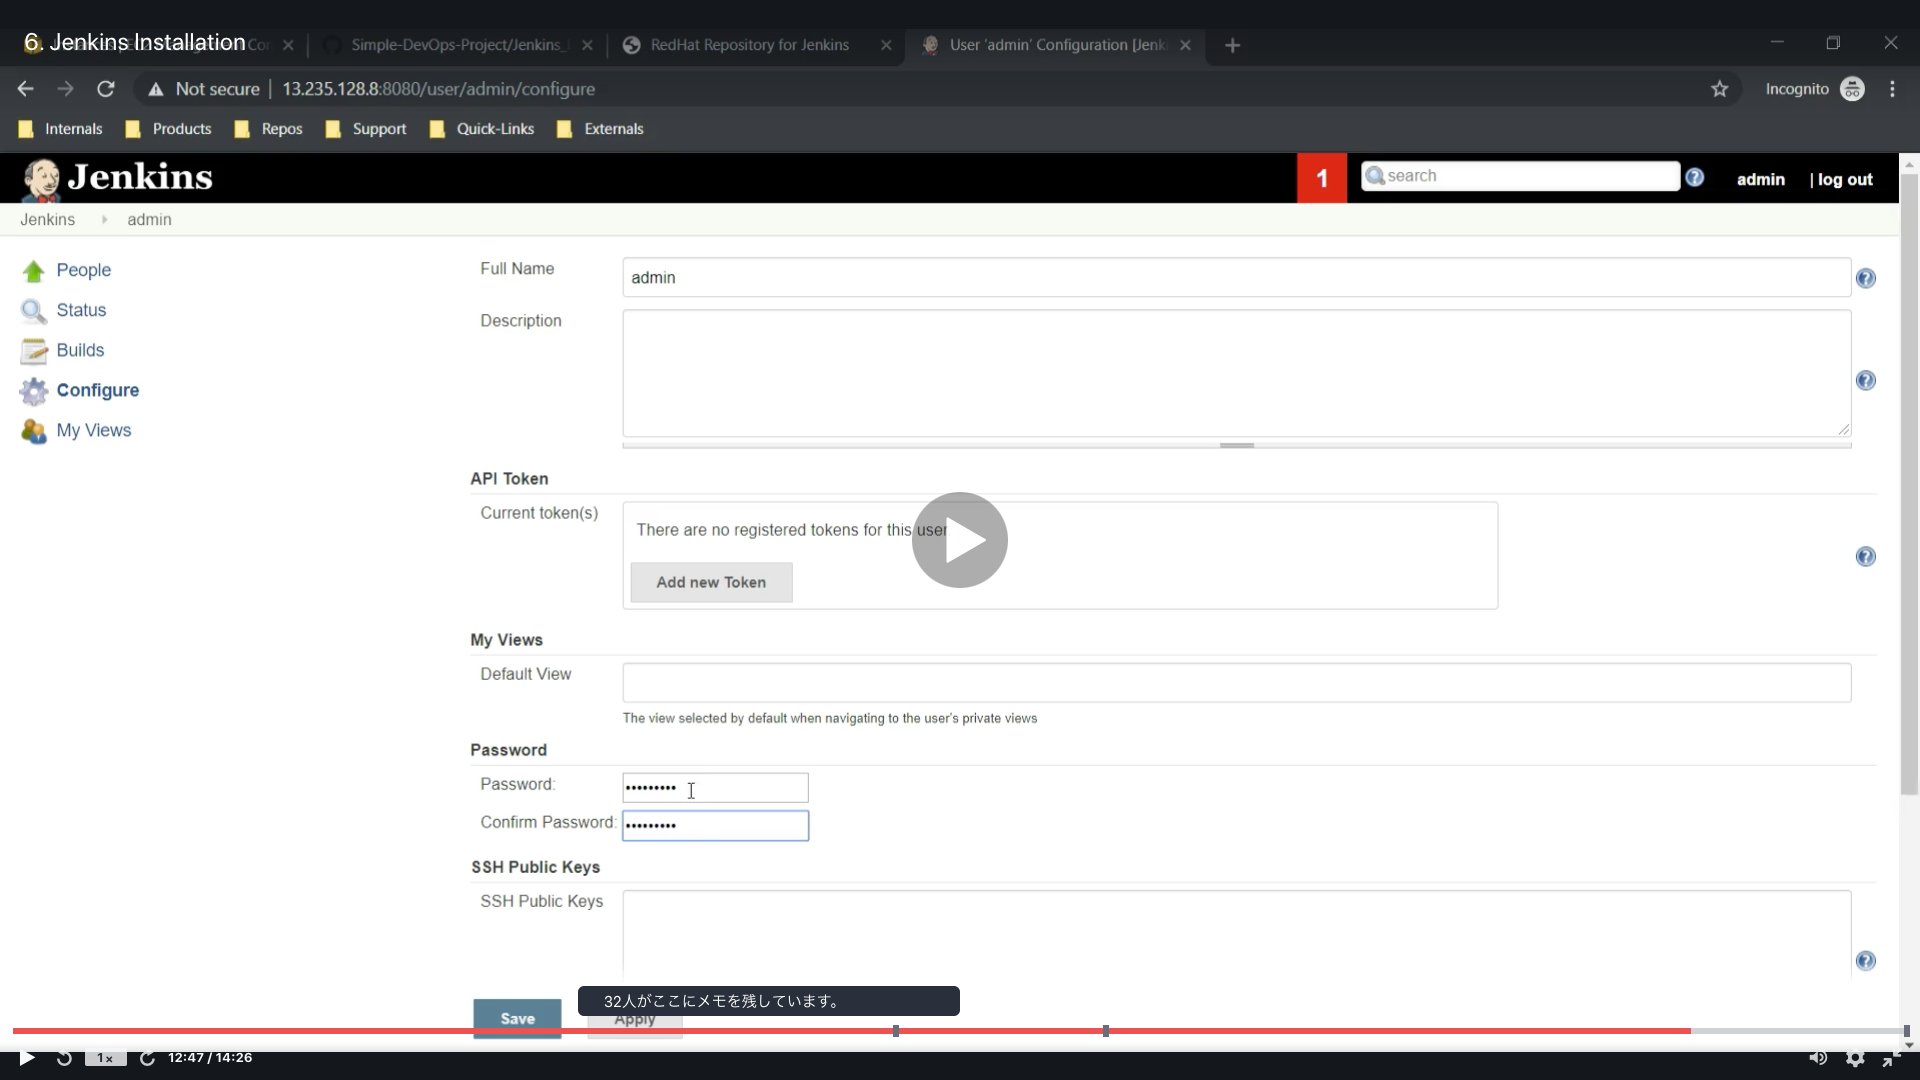 6. Jenkins Installation
Simple-DevOps-Project/Jenkins_
RedHat Repository for Jenkins
User 'admin' Configuration [Jenk
Not secure | 13.235.128.8:8080/user/admin/configure
Incognito
Internals
Products
Repos
Support
Quick-Links
Externals
Jenkins
1
search
admin
| log out
Jenkins
admin
People
Status
Builds
Configure
My Views
Full Name
admin
Description
API Token
Current token(s)
There are no registered tokens for this user
Add new Token
My Views
Default View
The view selected by default when navigating to the user's private views
Password
Password:
•••••••••
Confirm Password:
•••••••••
SSH Public Keys
SSH Public Keys
32人がここにメモを残しています。
Save
Apply
1x
12:47 / 14:26